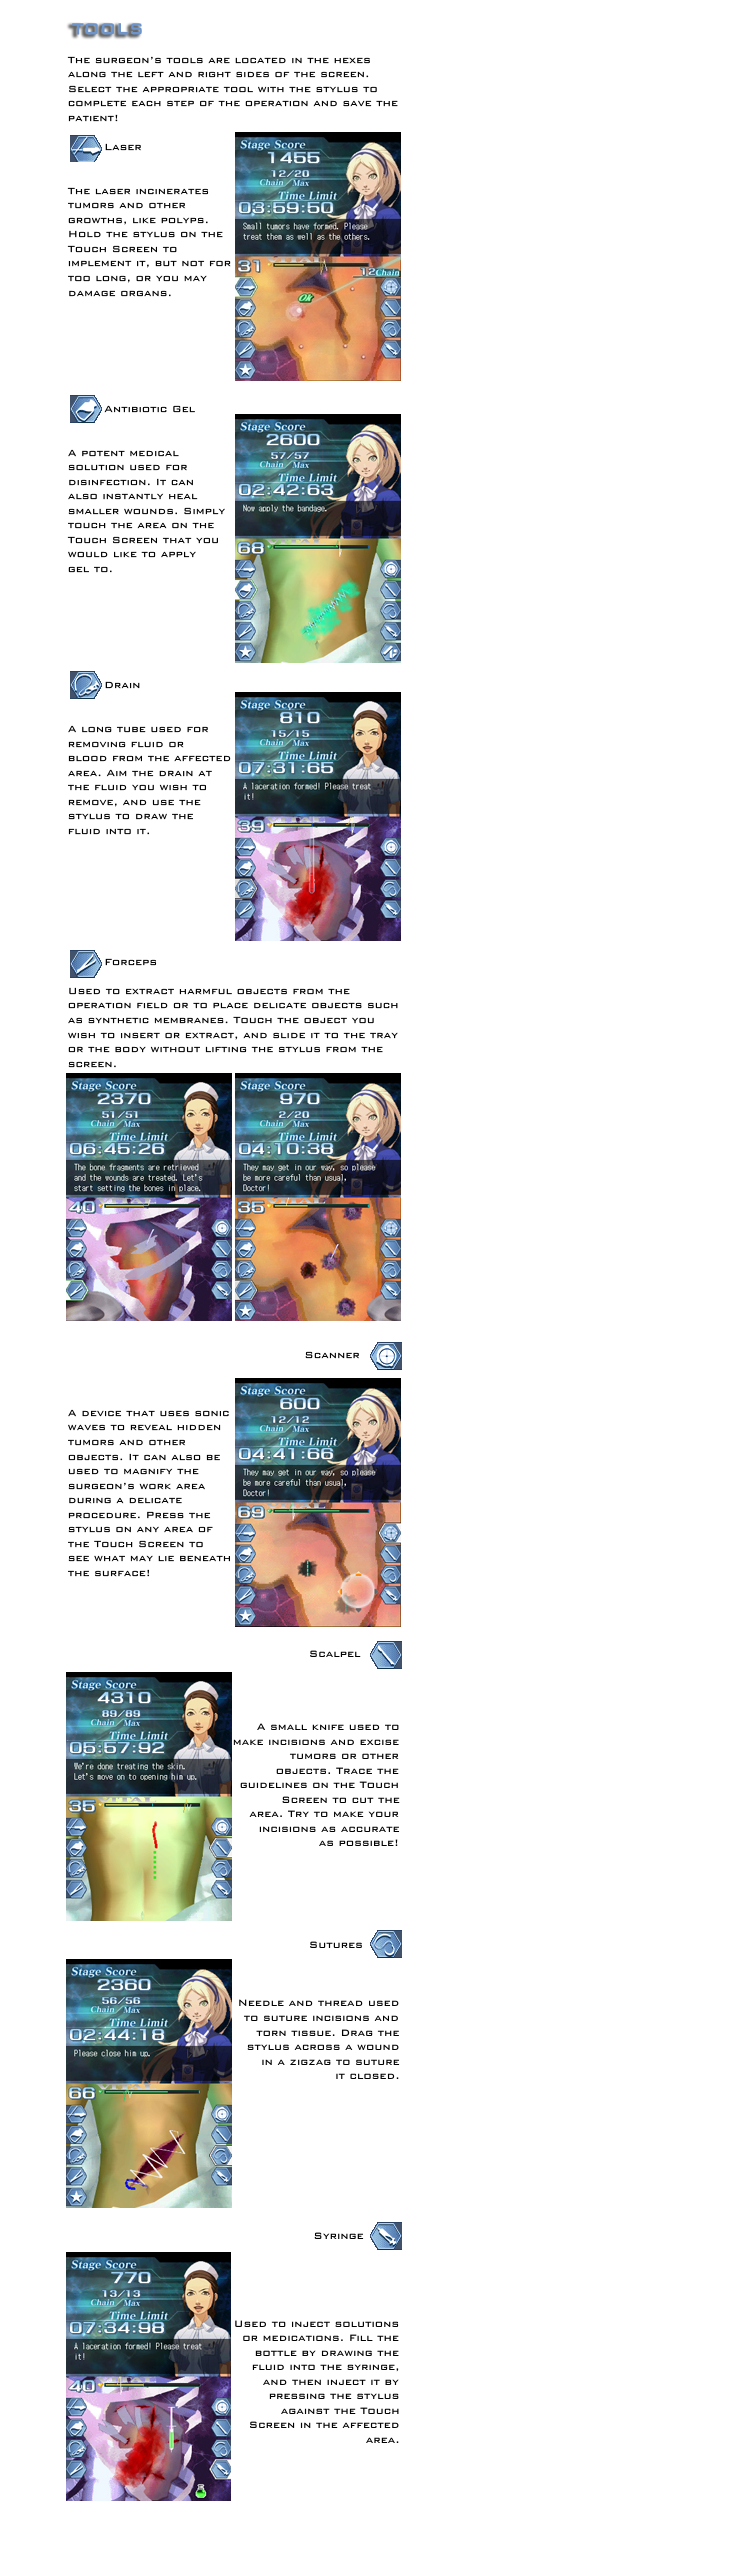 TOOLS
The surgeon's tools are located in the hexes
along the left and right sides of the screen.
Select the appropriate tool with the stylus to
complete each step of the operation and save the
patient!
Laser
The laser incinerates
tumors and other
growths, like polyps.
Hold the stylus on the
Touch Screen to
implement it, but not for
too long, or you may
damage organs.
Stage Score
1455
12/20
Chain Max
Time Limit
03:59:50
Small tumors have formed. Please
treat them as well as the others.
31
12 Chain
OK
Antibiotic Gel
A potent medical
solution used for
disinfection. It can
also instantly heal
smaller wounds. Simply
touch the area on the
Touch Screen that you
would like to apply
gel to.
Stage Score
2600
57/57
Chain Max
Time Limit
02:42:63
Now apply the bandage.
68
Drain
A long tube used for
removing fluid or
blood from the affected
area. Aim the drain at
the fluid you wish to
remove, and use the
stylus to draw the
fluid into it.
Stage Score
810
15/15
Chain Max
Time Limit
07:31:65
A laceration formed! Please treat
it!
39
Forceps
Used to extract harmful objects from the
operation field or to place delicate objects such
as synthetic membranes. Touch the object you
wish to insert or extract, and slide it to the tray
or the body without lifting the stylus from the
screen.
Stage Score
2370
51/51
Chain Max
Time Limit
06:45:26
The bone fragments are retrieved
and the wounds are treated. Let's
start setting the bones in place.
40
Stage Score
970
2/20
Chain Max
Time Limit
04:10:38
They may get in our way, so please
be more careful than usual,
Doctor!
35
Scanner
A device that uses sonic
waves to reveal hidden
tumors and other
objects. It can also be
used to magnify the
surgeon's work area
during a delicate
procedure. Press the
stylus on any area of
the Touch Screen to
see what may lie beneath
the surface!
Stage Score
600
12/12
Chain Max
Time Limit
04:41:66
They may get in our way, so please
be more careful than usual,
Doctor!
69
Scalpel
Stage Score
4310
89/89
Chain Max
Time Limit
05:57:92
We're done treating the skin.
Let's move on to opening him up.
35
A small knife used to
make incisions and excise
tumors or other
objects. Trace the
guidelines on the Touch
Screen to cut the
area. Try to make your
incisions as accurate
as possible!
Sutures
Stage Score
2360
56/56
Chain Max
Time Limit
02:44:18
Please close him up.
66
Needle and thread used
to suture incisions and
torn tissue. Drag the
stylus across a wound
in a zigzag to suture
it closed.
Syringe
Stage Score
770
13/13
Chain Max
Time Limit
07:34:98
A laceration formed! Please treat
it!
40
Used to inject solutions
or medications. Fill the
bottle by drawing the
fluid into the syringe,
and then inject it by
pressing the stylus
against the Touch
Screen in the affected
area.